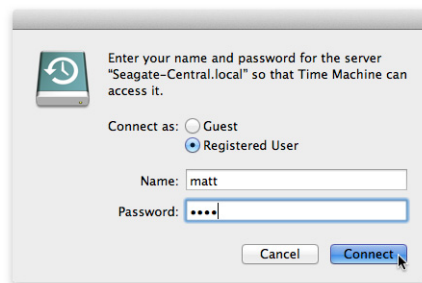 Enter your name and password for the server
“Seagate-Central.local” so that Time Machine can
access it.
Connect as: Guest
Registered User
Name: matt
Password: ••••
Cancel Connect